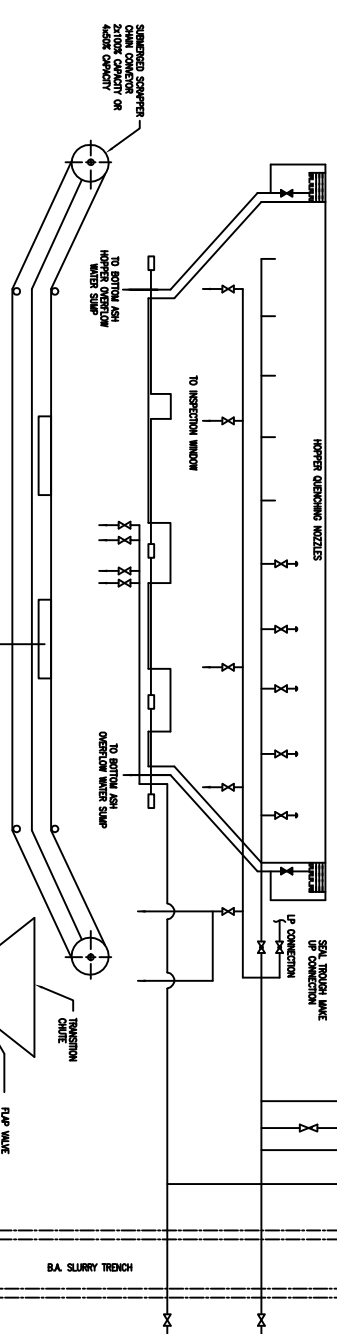 SUBMERGED SCRAPPER
CHAIN CONVEYOR
2x100% CAPACITY OR
4x50% CAPACITY
TO BOTTOM ASH
HOPPER OVERFLOW
WATER SUMP
TO INSPECTION WINDOW
HOPPER QUENCHING NOZZLES
TO BOTTOM ASH
OVERFLOW WATER SUMP
SEAL TROUGH MAKE
UP CONNECTION
LP CONNECTION
TRANSITION
CHUTE
FLAP VALVE
B.A. SLURRY TRENCH